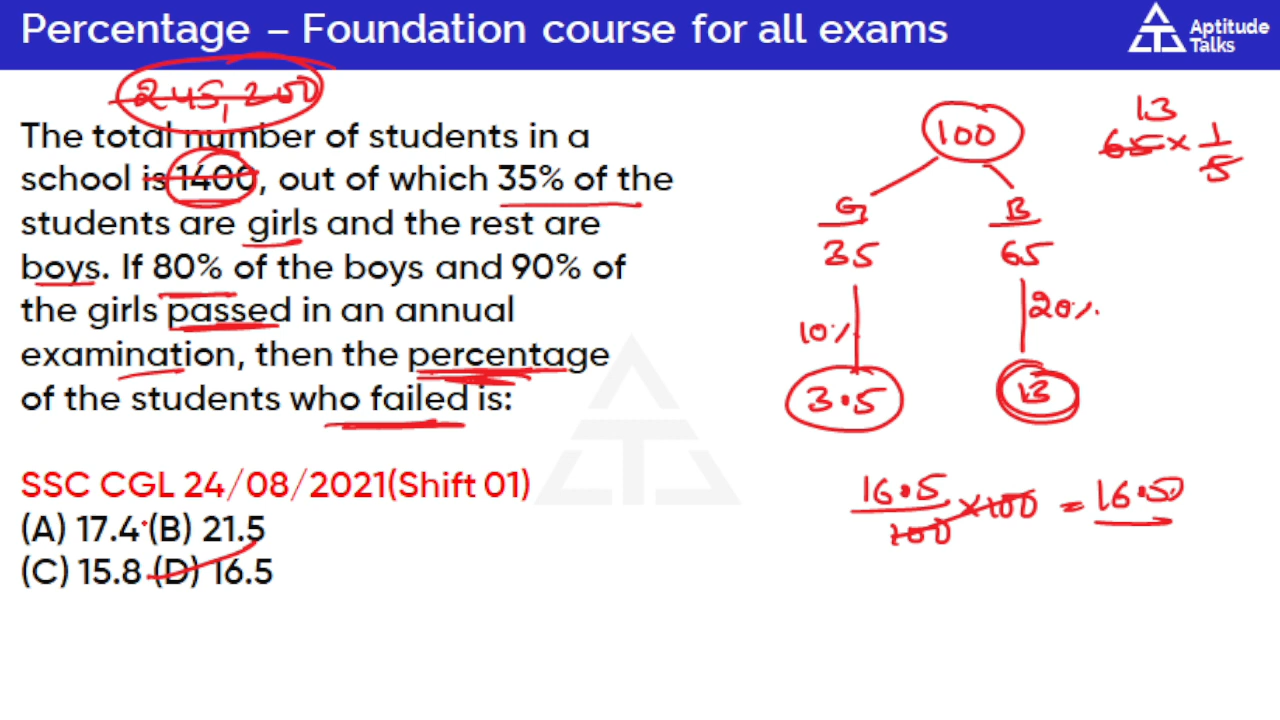 Percentage – Foundation course for all exams
Aptitude
Talks
245,200
The total number of students in a
school is 1400, out of which 35% of the
students are girls and the rest are
boys. If 80% of the boys and 90% of
the girls passed in an annual
examination, then the percentage
of the students who failed is:
SSC CGL 24/08/2021(Shift 01)
(A) 17.4 (B) 21.5
(C) 15.8 (D) 16.5
100
13
65 × 1/5
G B
35 65
10% 20%
3.5 13
16.5/100 × 100 = 16.50